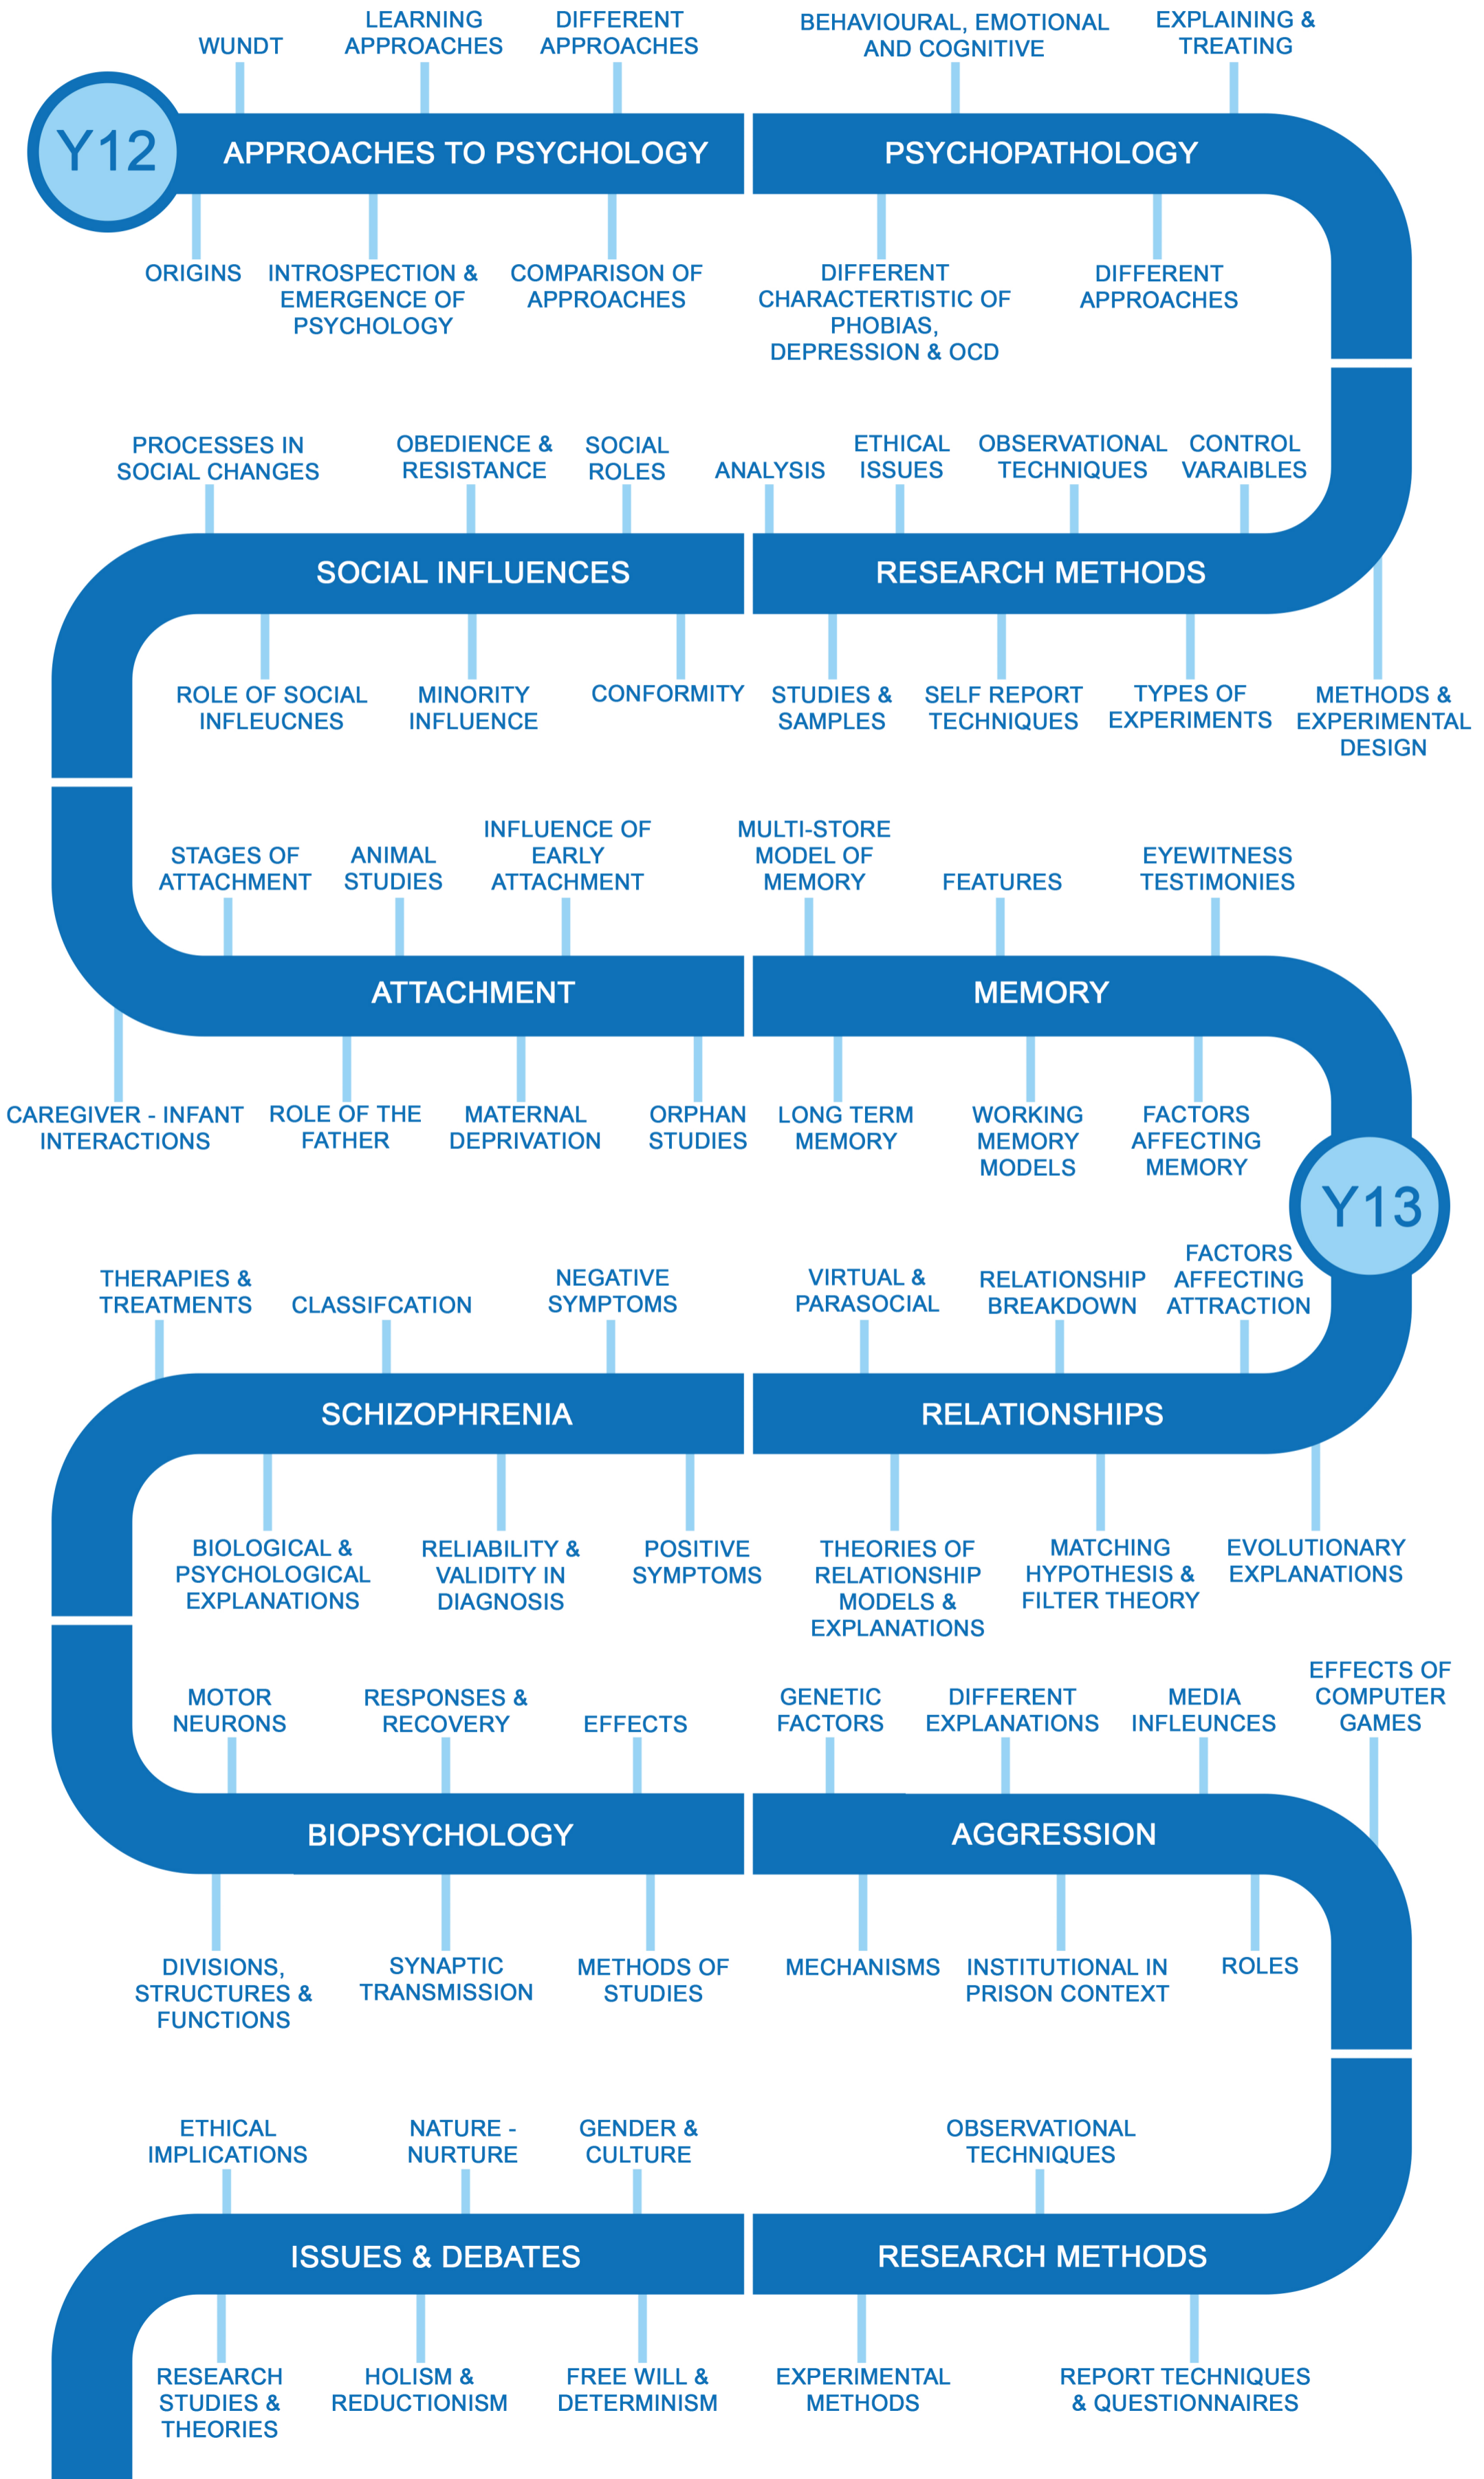 WUNDT
LEARNING
APPROACHES
DIFFERENT
APPROACHES
BEHAVIOURAL, EMOTIONAL
AND COGNITIVE
EXPLAINING &
TREATING
Y12
APPROACHES TO PSYCHOLOGY
PSYCHOPATHOLOGY
ORIGINS
INTROSPECTION &
EMERGENCE OF
PSYCHOLOGY
COMPARISON OF
APPROACHES
DIFFERENT
CHARACTERTISTIC OF
PHOBIAS,
DEPRESSION & OCD
DIFFERENT
APPROACHES
PROCESSES IN
SOCIAL CHANGES
OBEDIENCE &
RESISTANCE
SOCIAL
ROLES
ANALYSIS
ETHICAL
ISSUES
OBSERVATIONAL
TECHNIQUES
CONTROL
VARAIBLES
SOCIAL INFLUENCES
RESEARCH METHODS
ROLE OF SOCIAL
INFLEUCNES
MINORITY
INFLUENCE
CONFORMITY
STUDIES &
SAMPLES
SELF REPORT
TECHNIQUES
TYPES OF
EXPERIMENTS
METHODS &
EXPERIMENTAL
DESIGN
STAGES OF
ATTACHMENT
ANIMAL
STUDIES
INFLUENCE OF
EARLY
ATTACHMENT
MULTI-STORE
MODEL OF
MEMORY
FEATURES
EYEWITNESS
TESTIMONIES
ATTACHMENT
MEMORY
CAREGIVER - INFANT
INTERACTIONS
ROLE OF THE
FATHER
MATERNAL
DEPRIVATION
ORPHAN
STUDIES
LONG TERM
MEMORY
WORKING
MEMORY
MODELS
FACTORS
AFFECTING
MEMORY
Y13
THERAPIES &
TREATMENTS
CLASSIFCATION
NEGATIVE
SYMPTOMS
VIRTUAL &
PARASOCIAL
RELATIONSHIP
BREAKDOWN
FACTORS
AFFECTING
ATTRACTION
SCHIZOPHRENIA
RELATIONSHIPS
BIOLOGICAL &
PSYCHOLOGICAL
EXPLANATIONS
RELIABILITY &
VALIDITY IN
DIAGNOSIS
POSITIVE
SYMPTOMS
THEORIES OF
RELATIONSHIP
MODELS &
EXPLANATIONS
MATCHING
HYPOTHESIS &
FILTER THEORY
EVOLUTIONARY
EXPLANATIONS
MOTOR
NEURONS
RESPONSES &
RECOVERY
EFFECTS
GENETIC
FACTORS
DIFFERENT
EXPLANATIONS
MEDIA
INFLEUNCES
EFFECTS OF
COMPUTER
GAMES
BIOPSYCHOLOGY
AGGRESSION
DIVISIONS,
STRUCTURES &
FUNCTIONS
SYNAPTIC
TRANSMISSION
METHODS OF
STUDIES
MECHANISMS
INSTITUTIONAL IN
PRISON CONTEXT
ROLES
ETHICAL
IMPLICATIONS
NATURE -
NURTURE
GENDER &
CULTURE
OBSERVATIONAL
TECHNIQUES
ISSUES & DEBATES
RESEARCH METHODS
RESEARCH
STUDIES &
THEORIES
HOLISM &
REDUCTIONISM
FREE WILL &
DETERMINISM
EXPERIMENTAL
METHODS
REPORT TECHNIQUES
& QUESTIONNAIRES